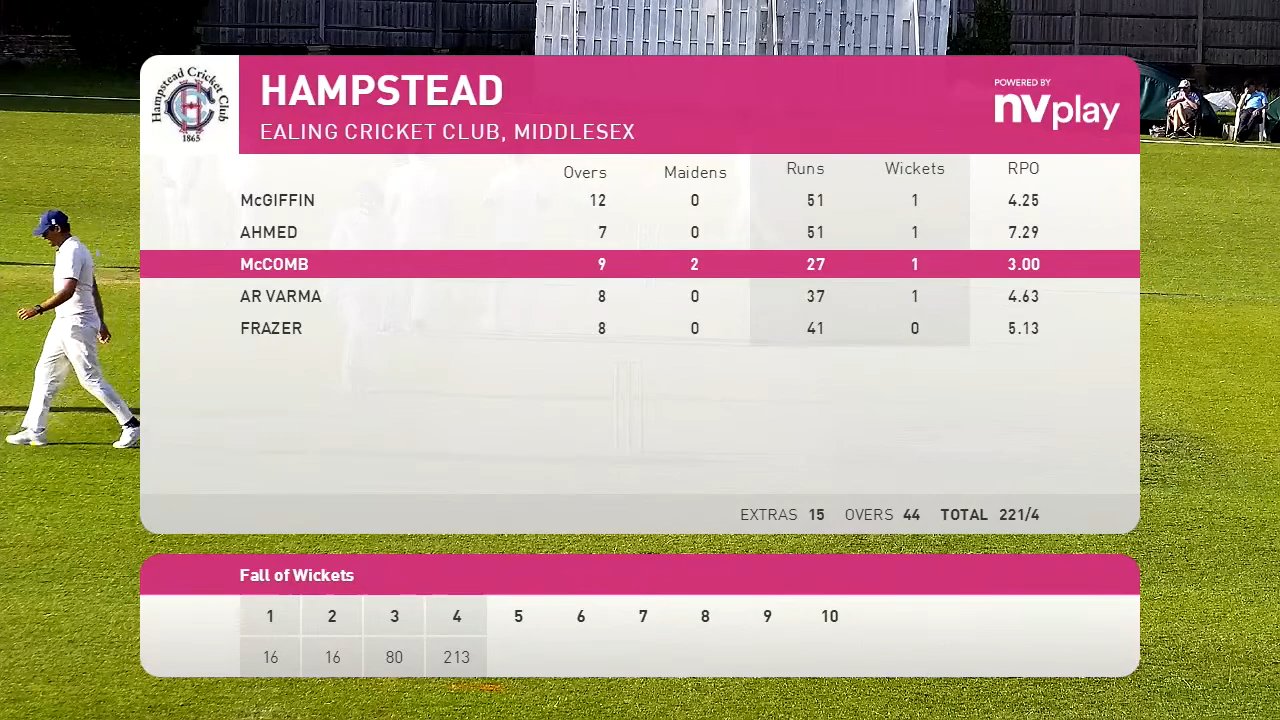 Hampstead Cricket Club
1865
HAMPSTEAD
EALING CRICKET CLUB, MIDDLESEX
POWERED BY
nvplay
Overs Maidens Runs Wickets RPO
McGIFFIN 12 0 51 1 4.25
AHMED 7 0 51 1 7.29
McCOMB 9 2 27 1 3.00
AR VARMA 8 0 37 1 4.63
FRAZER 8 0 41 0 5.13
EXTRAS 15 OVERS 44 TOTAL 221/4
Fall of Wickets
1 2 3 4 5 6 7 8 9 10
16 16 80 213